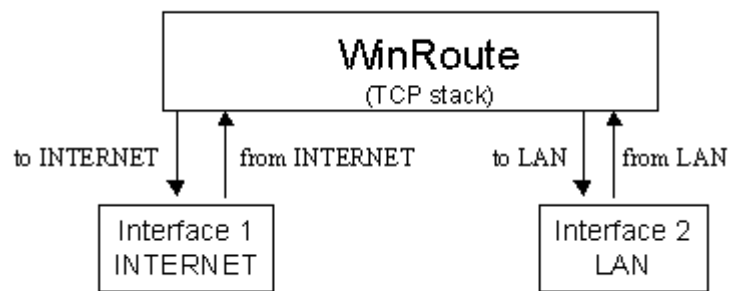 WinRoute
(TCP stack)
to INTERNET
from INTERNET
to LAN
from LAN
Interface 1
INTERNET
Interface 2
LAN